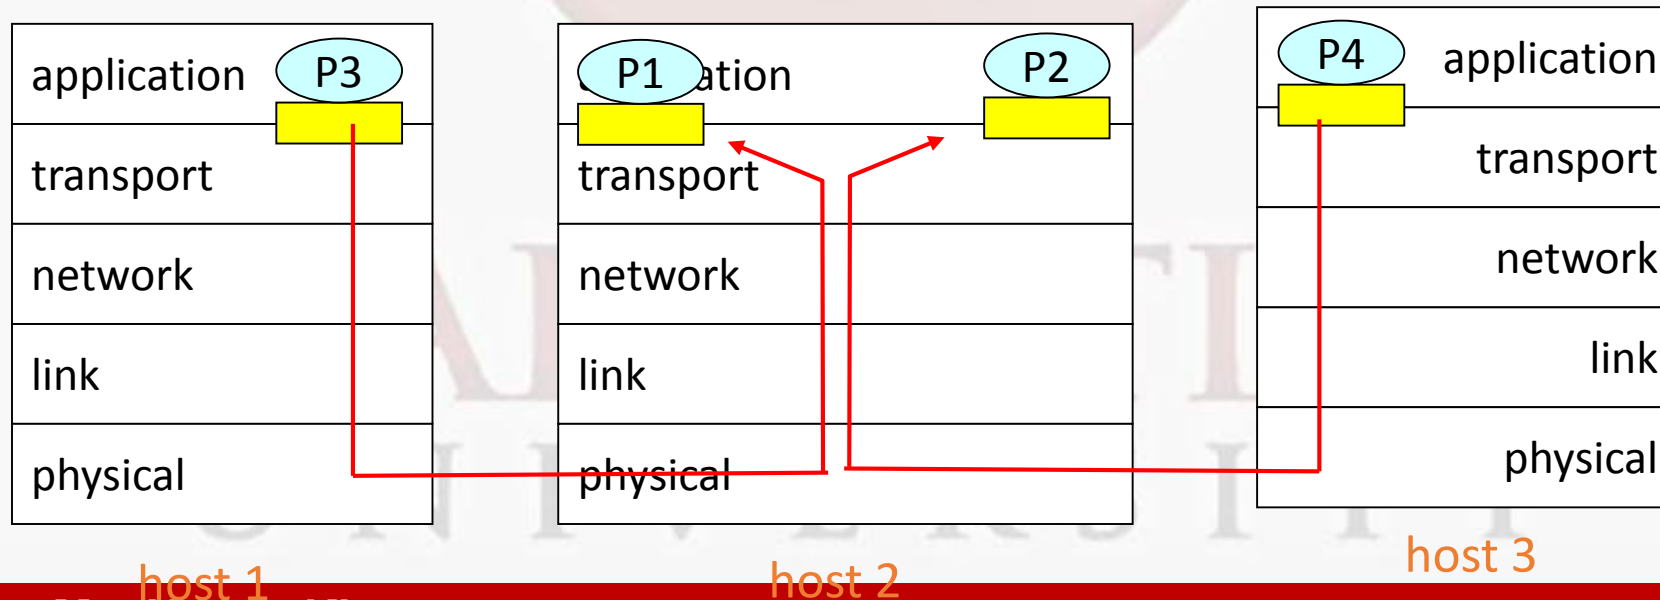 application P3
transport
network
link
physical
host 1
P1 ation P2
transport
network
link
physical
host 2
P4 application
transport
network
link
physical
host 3
UNIVERSITY